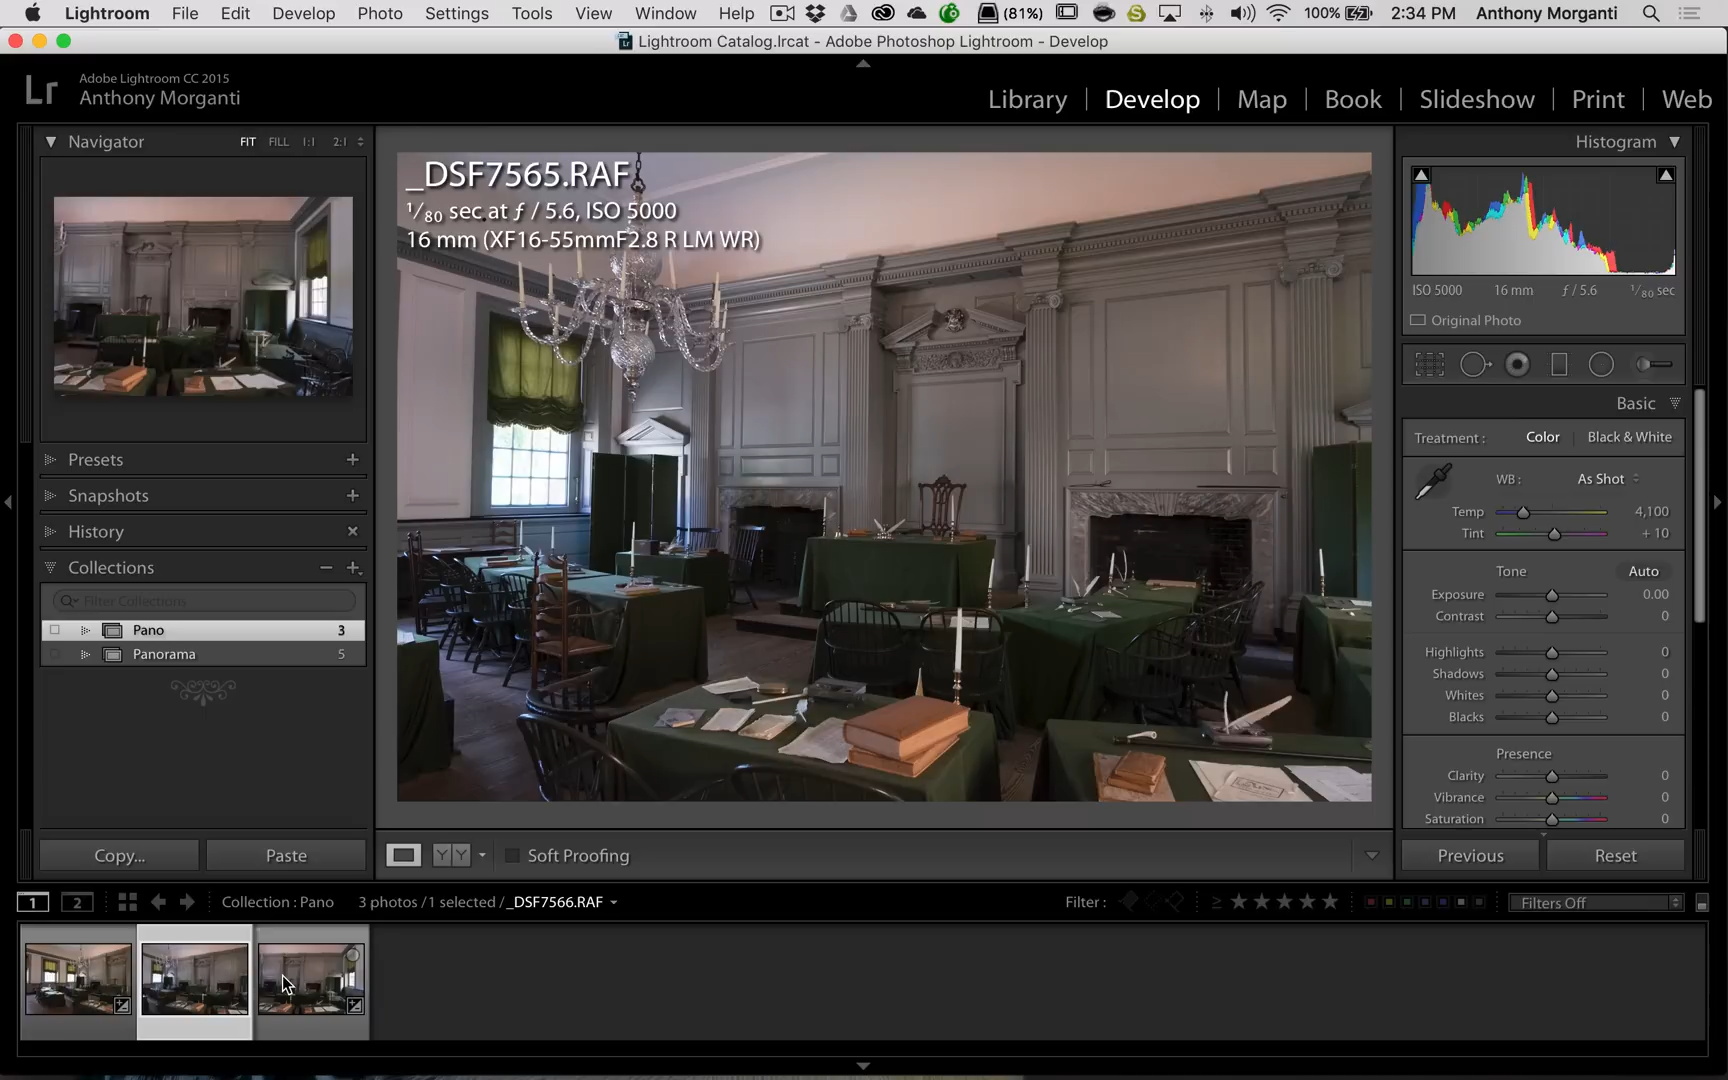 Lightroom File Edit Develop Photo Settings Tools View Window Help (81%) 100% 2:34 PM Anthony Morganti
Lightroom Catalog.lrcat - Adobe Photoshop Lightroom - Develop
Lr Adobe Lightroom CC 2015
Anthony Morganti
Library | Develop | Map | Book | Slideshow | Print | Web
Navigator FIT FILL 1:1 2:1
Presets
Snapshots
History
Collections
Filter Collections
Pano 3
Panorama 5
Copy... Paste
_DSF7565.RAF
1/80 sec at ƒ / 5.6, ISO 5000
16 mm (XF16-55mmF2.8 R LM WR)
Y Y Soft Proofing
Histogram
ISO 5000 16 mm ƒ / 5.6 1/80 sec
Original Photo
Basic
Treatment : Color | Black & White
WB : As Shot
Temp 4,100
Tint + 10
Tone Auto
Exposure 0.00
Contrast 0
Highlights 0
Shadows 0
Whites 0
Blacks 0
Presence
Clarity 0
Vibrance 0
Saturation 0
Previous Reset
1 2 Collection : Pano 3 photos / 1 selected / _DSF7566.RAF Filter : ≥ ★ ★ ★ ★ ★ Filters Off